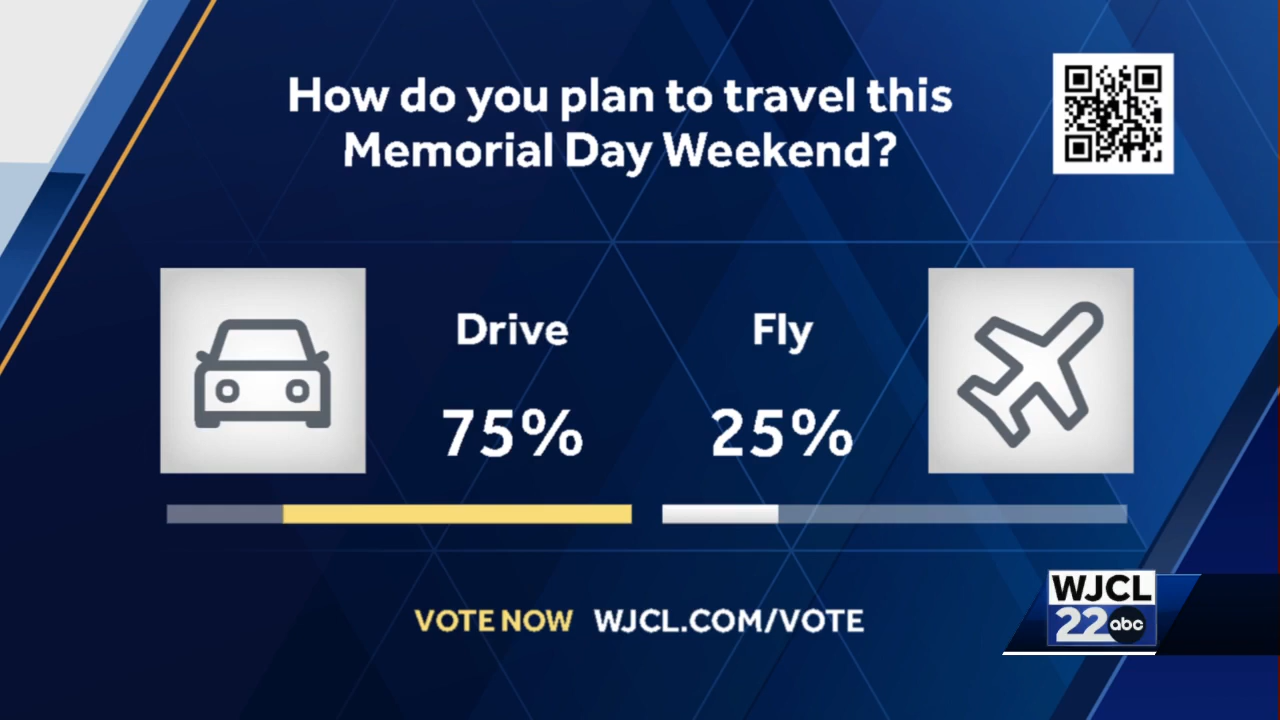 How do you plan to travel this
Memorial Day Weekend?
Drive
Fly
75%
25%
VOTE NOW WJCL.COM/VOTE
WJCL
22 abc